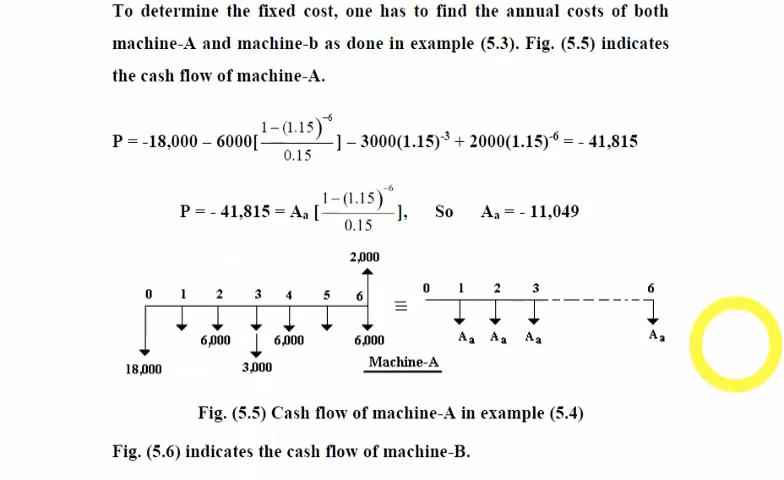 To determine the fixed cost, one has to find the annual costs of both
machine-A and machine-b as done in example (5.3). Fig. (5.5) indicates
the cash flow of machine-A.
P = -18,000 – 6000[(1 – (1.15)^-6)/0.15] – 3000(1.15)^-3 + 2000(1.15)^-6 = - 41,815
P = - 41,815 = Aa [(1 – (1.15)^-6)/0.15], So Aa = - 11,049
2,000
0 1 2 3 4 5 6 ≡ 0 1 2 3 6
6,000 6,000 6,000 Aa Aa Aa Aa
18,000 3,000 Machine-A
Fig. (5.5) Cash flow of machine-A in example (5.4)
Fig. (5.6) indicates the cash flow of machine-B.